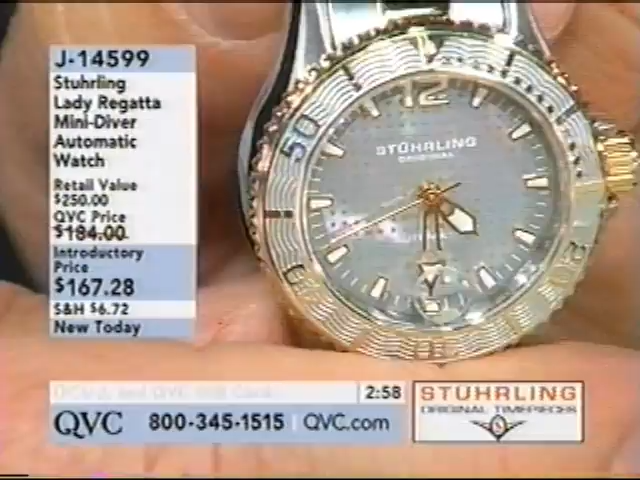 J-14599
Stuhrling
Lady Regatta
Mini-Diver
Automatic
Watch
Retail Value
$250.00
QVC Price
$184.00
Introductory
Price
$167.28
S&H $6.72
New Today
12
50
STÜHRLING
ORIGINAL
2:58
QVC 800-345-1515 | QVC.com
STUHRLING
ORIGINAL TIMEPIECES
S